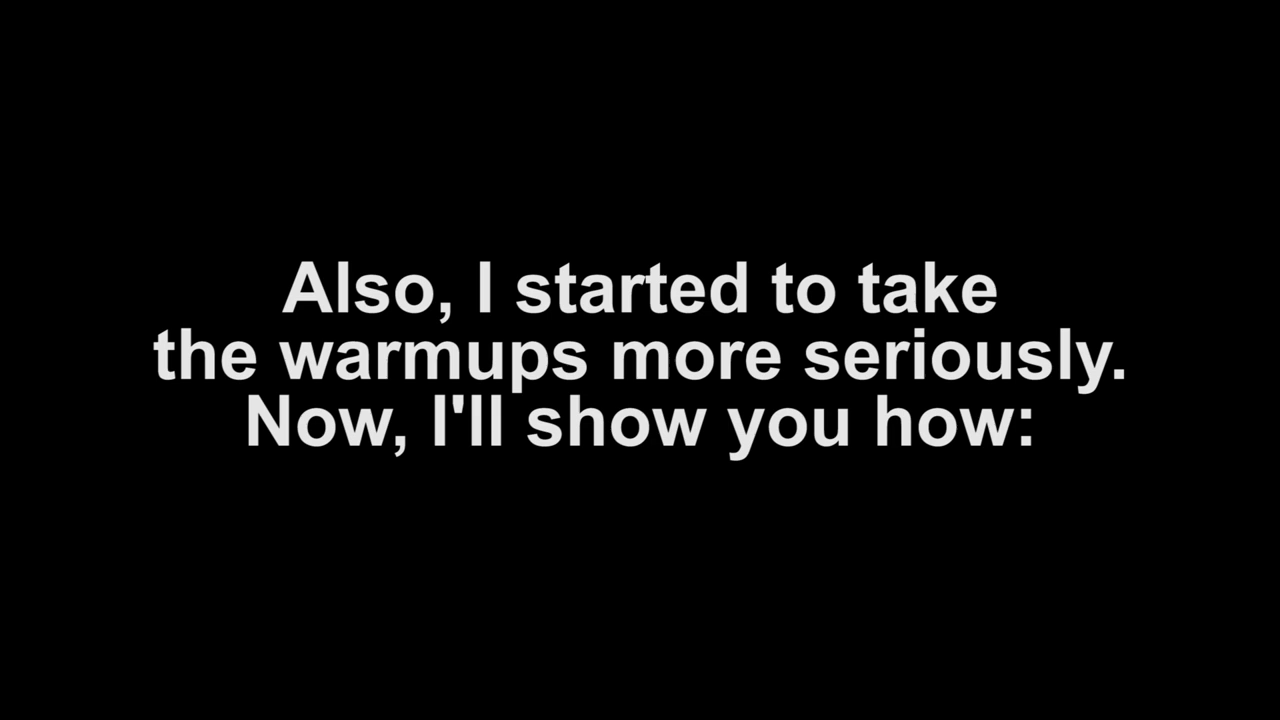 Also, I started to take
the warmups more seriously.
Now, I'll show you how: